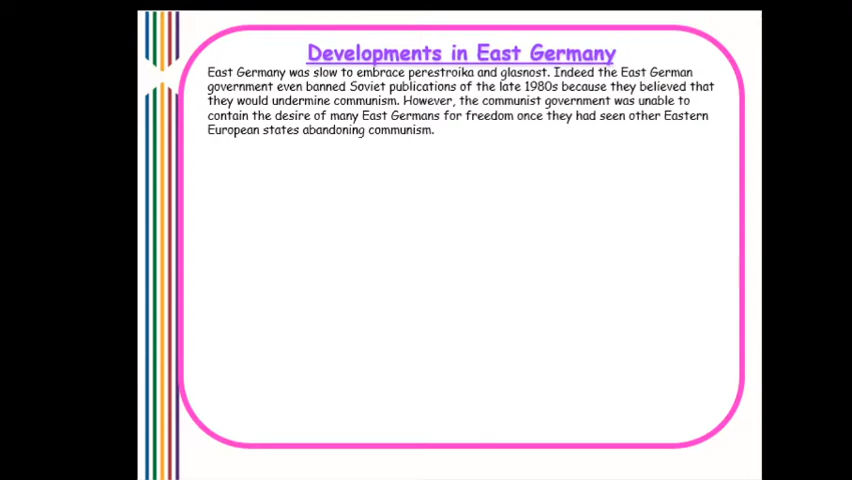 Developments in East Germany
East Germany was slow to embrace perestroika and glasnost. Indeed the East German
government even banned Soviet publications of the late 1980s because they believed that
they would undermine communism. However, the communist government was unable to
contain the desire of many East Germans for freedom once they had seen other Eastern
European states abandoning communism.